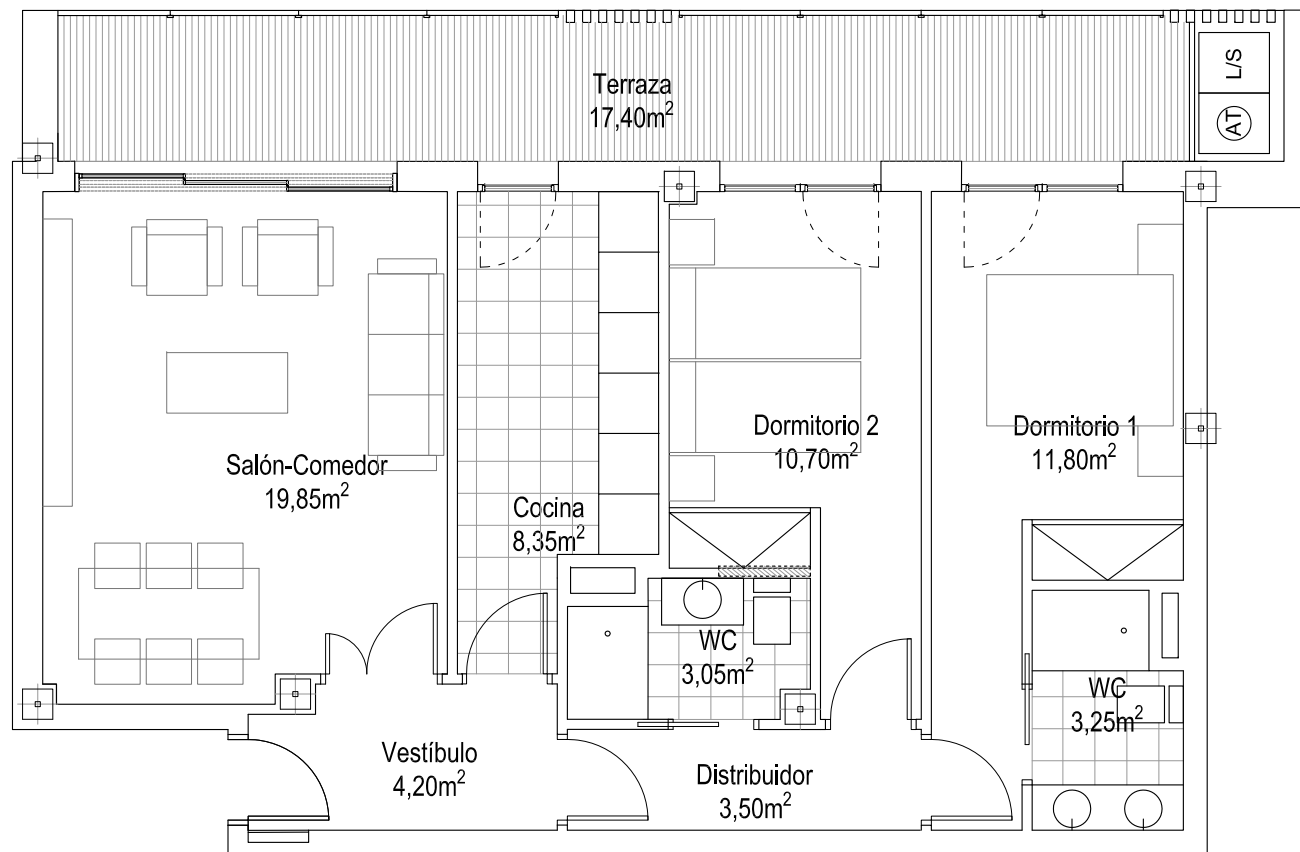 Terraza
17,40m²
L/S
AT
Salón-Comedor
19,85m²
Cocina
8,35m²
Dormitorio 2
10,70m²
Dormitorio 1
11,80m²
WC
3,05m²
WC
3,25m²
Vestíbulo
4,20m²
Distribuidor
3,50m²